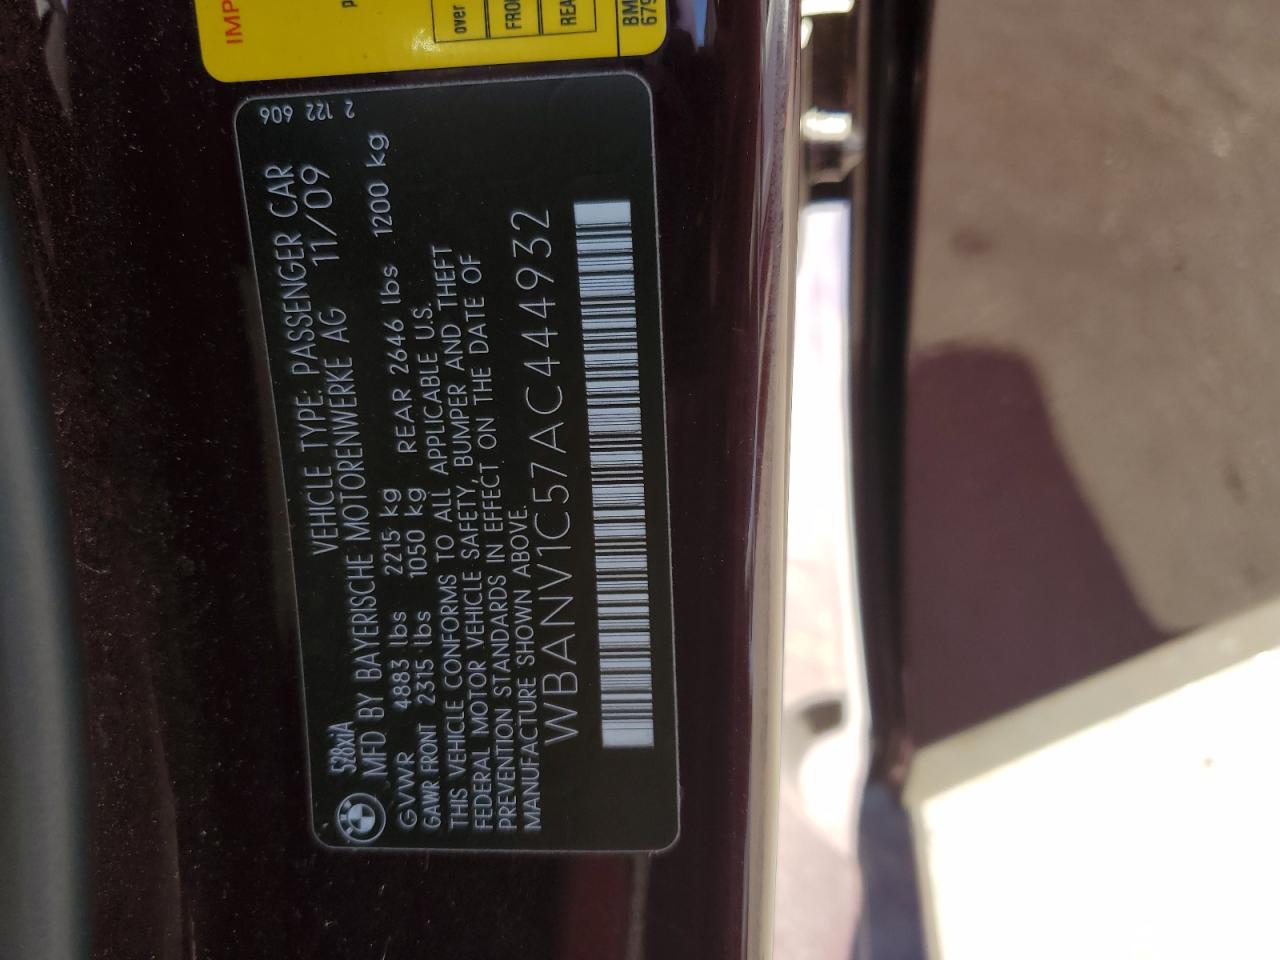 IMP
p
over
FRO
REA
BM
679
528xiA
VEHICLE TYPE: PASSENGER CAR
MFD BY BAYERISCHE MOTORENWERKE AG 11/09
GVWR 4883 lbs 2215 kg
GAWR FRONT 2315 lbs 1050 kg REAR 2646 lbs 1200 kg
THIS VEHICLE CONFORMS TO ALL APPLICABLE U.S.
FEDERAL MOTOR VEHICLE SAFETY, BUMPER AND THEFT
PREVENTION STANDARDS IN EFFECT ON THE DATE OF
MANUFACTURE SHOWN ABOVE.
WBANV1C57AC444932
2 122 606